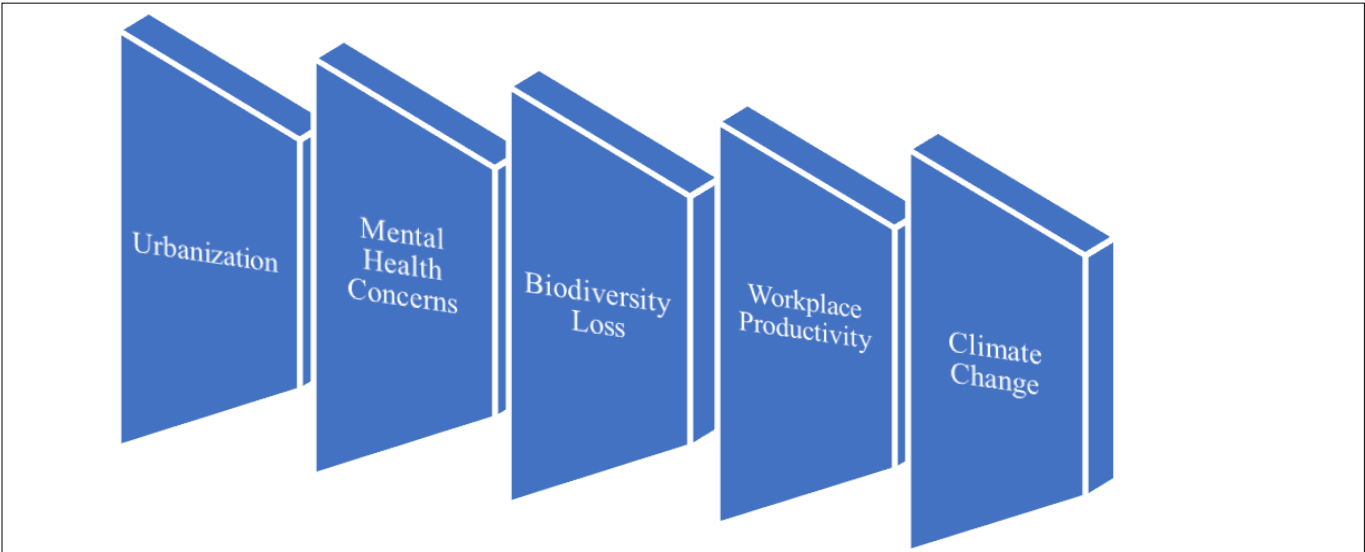 Urbanization
Mental
Health
Concerns
Biodiversity
Loss
Workplace
Productivity
Climate
Change